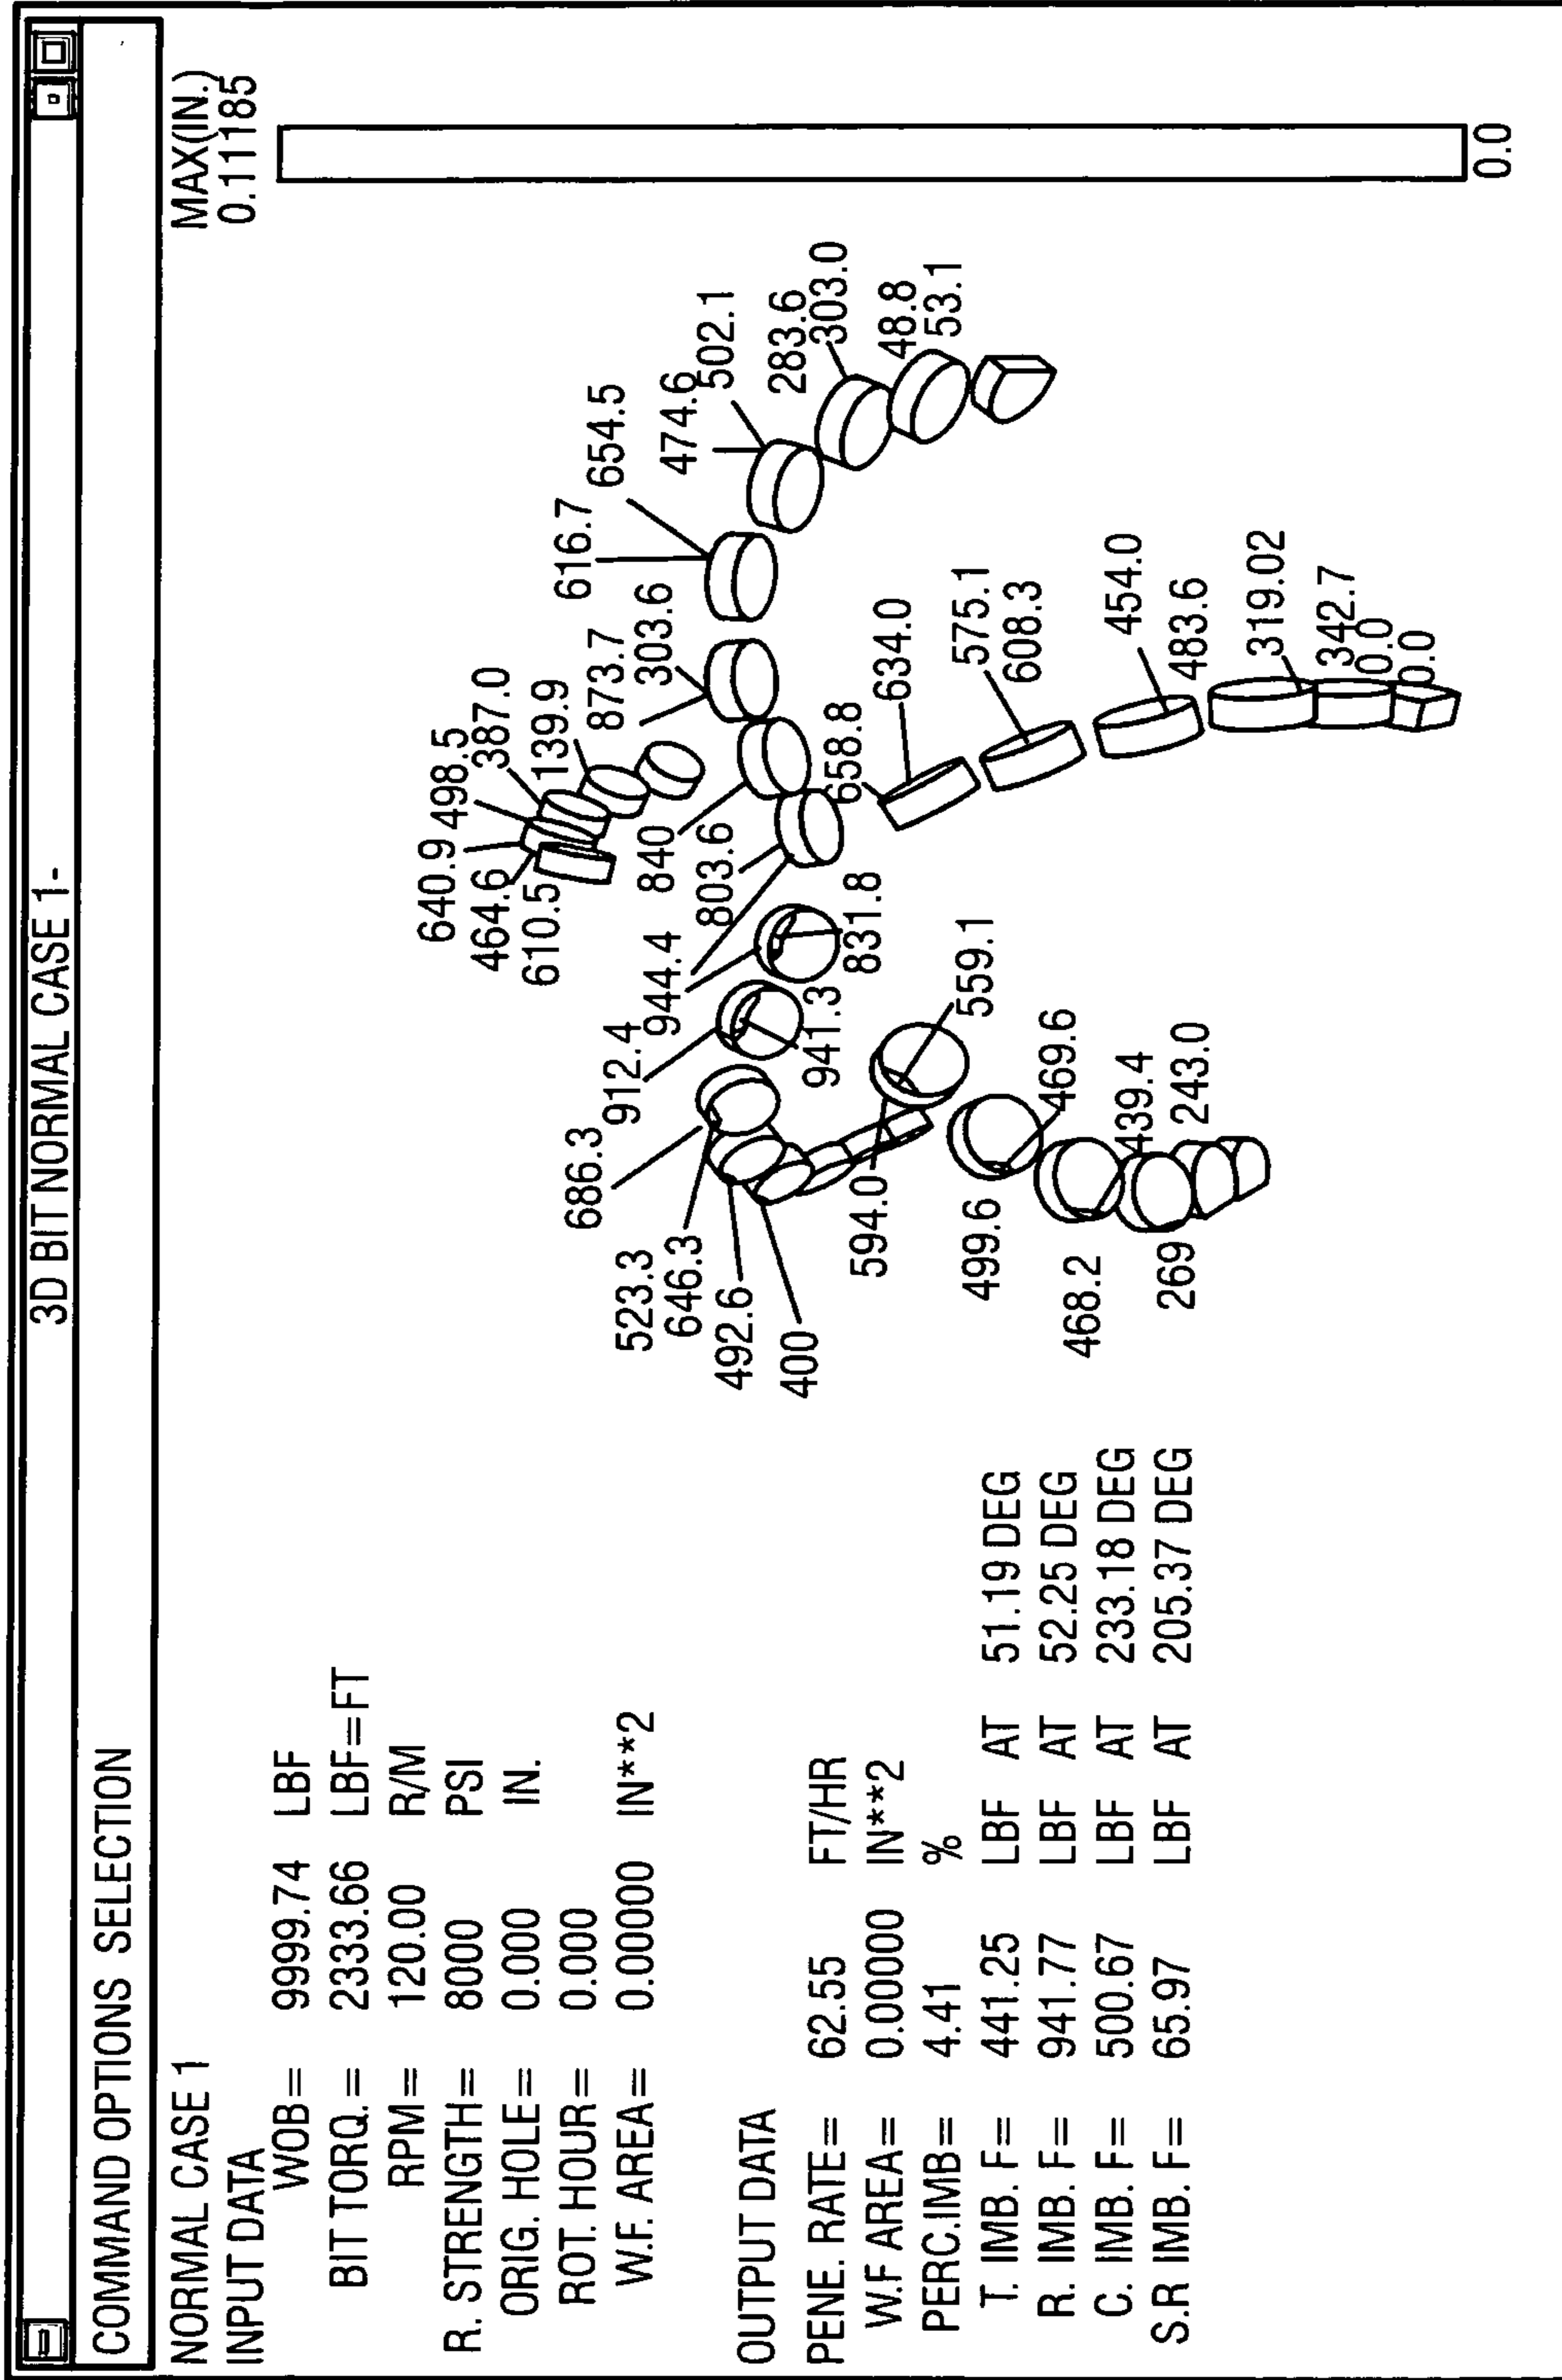 3D BIT NORMAL CASE 1-
COMMAND OPTIONS SELECTION
NORMAL CASE 1
INPUT DATA
WOB= 9999.74 LBF
BIT TORQ.= 2333.66 LBF=FT
RPM= 120.00 R/M
R. STRENGTH= 8000 PSI
ORIG. HOLE= 0.000 IN.
ROT. HOUR= 0.000
W.F. AREA= 0.00000 IN**2
OUTPUT DATA
PENE. RATE= 62.55 FT/HR
W.F AREA= 0.00000 IN**2
PERC.IMB= 4.41 %
T. IMB. F= 441.25 LBF AT 51.19 DEG
R. IMB. F= 941.77 LBF AT 52.25 DEG
C. IMB. F= 500.67 LBF AT 233.18 DEG
S.R IMB. F= 65.97 LBF AT 205.37 DEG
MAX(IN.)
0.11185
0.0
640.9
498.5
464.6
387.0
610.5
139.9
616.7
654.5
873.7
303.6
474.6
502.1
283.6
303.0
48.8
53.1
840
803.6
944.4
912.4
831.8
941.3
686.3
523.3
646.3
492.6
400
658.8
634.0
575.1
608.3
454.0
483.6
319.02
342.7
0.0
0.0
559.1
594.0
469.6
499.6
439.4
468.2
243.0
269